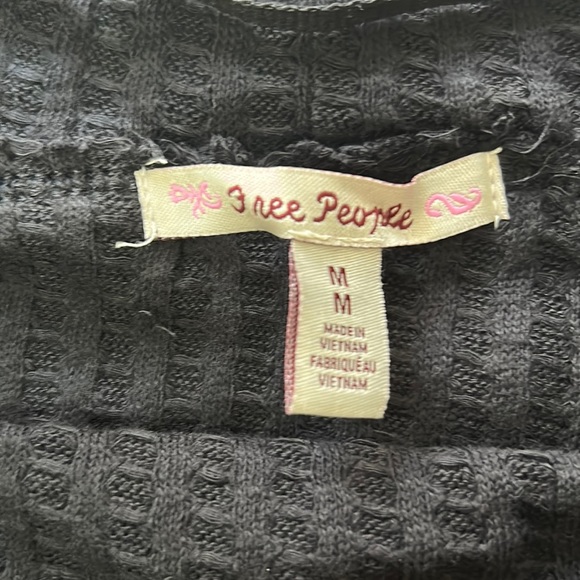 Free People
M
M
MADE IN
VIETNAM
FABRIQUÉ AU
VIETNAM